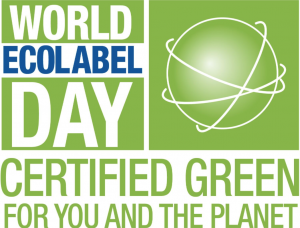 WORLD
ECOLABEL
DAY
CERTIFIED GREEN
FOR YOU AND THE PLANET